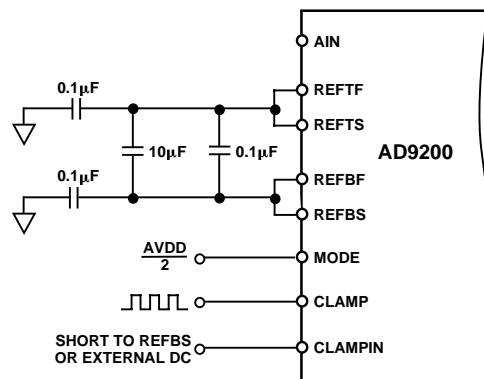 AIN
0.1µF
REFTF
REFTS
10µF
0.1µF
AD9200
0.1µF
REFBF
REFBS
AVDD
2
MODE
CLAMP
SHORT TO REFBS
OR EXTERNAL DC
CLAMPIN